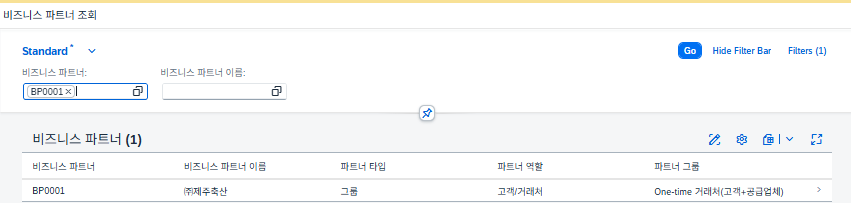 비즈니스 파트너 조회
Standard *
Go Hide Filter Bar Filters (1)
비즈니스 파트너: 비즈니스 파트너 이름:
BP0001
비즈니스 파트너 (1)
비즈니스 파트너 비즈니스 파트너 이름 파트너 타입 파트너 역할 파트너 그룹
BP0001 ㈜제주축산 그룹 고객/거래처 One-time 거래처(고객+공급업체)